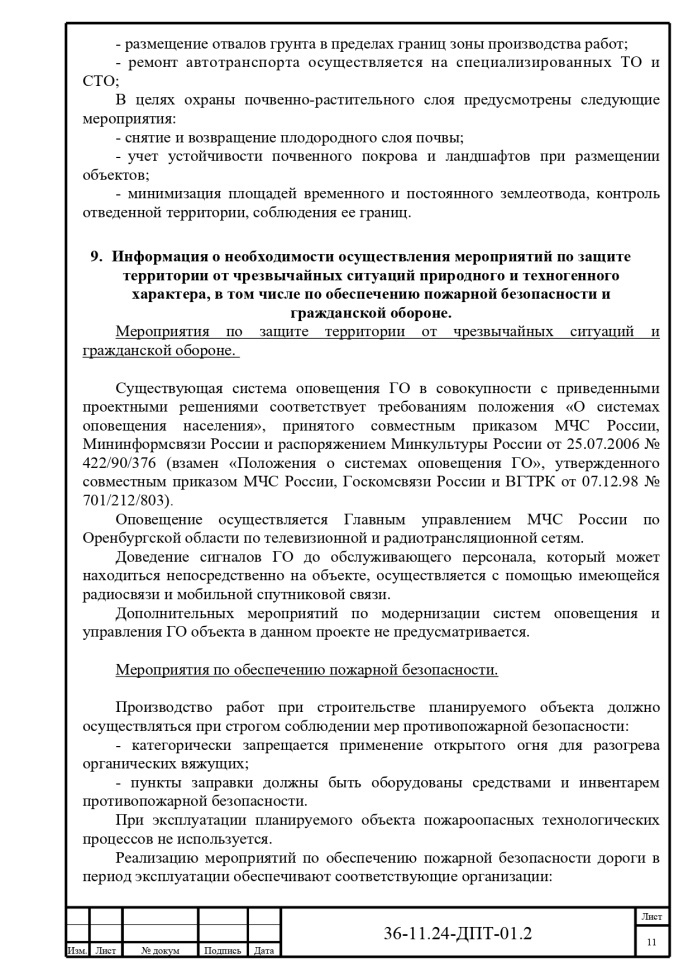 - размещение отвалов грунта в пределах границ зоны производства работ;
- ремонт автотранспорта осуществляется на специализированных ТО и
СТО;
В целях охраны почвенно-растительного слоя предусмотрены следующие
мероприятия:
- снятие и возвращение плодородного слоя почвы;
- учет устойчивости почвенного покрова и ландшафтов при размещении
объектов;
- минимизация площадей временного и постоянного землеотвода, контроль
отведенной территории, соблюдения ее границ.
9. Информация о необходимости осуществления мероприятий по защите
территории от чрезвычайных ситуаций природного и техногенного
характера, в том числе по обеспечению пожарной безопасности и
гражданской обороне.
Мероприятия по защите территории от чрезвычайных ситуаций и
гражданской обороне.
Существующая система оповещения ГО в совокупности с приведенными
проектными решениями соответствует требованиям положения «О системах
оповещения населения», принятого совместным приказом МЧС России,
Мининформсвязи России и распоряжением Минкультуры России от 25.07.2006 №
422/90/376 (взамен «Положения о системах оповещения ГО», утвержденного
совместным приказом МЧС России, Госкомсвязи России и ВГТРК от 07.12.98 №
701/212/803).
Оповещение осуществляется Главным управлением МЧС России по
Оренбургской области по телевизионной и радиотрансляционной сетям.
Доведение сигналов ГО до обслуживающего персонала, который может
находиться непосредственно на объекте, осуществляется с помощью имеющейся
радиосвязи и мобильной спутниковой связи.
Дополнительных мероприятий по модернизации систем оповещения и
управления ГО объекта в данном проекте не предусматривается.
Мероприятия по обеспечению пожарной безопасности.
Производство работ при строительстве планируемого объекта должно
осуществляться при строгом соблюдении мер противопожарной безопасности:
- категорически запрещается применение открытого огня для разогрева
органических вяжущих;
- пункты заправки должны быть оборудованы средствами и инвентарем
противопожарной безопасности.
При эксплуатации планируемого объекта пожароопасных технологических
процессов не используется.
Реализацию мероприятий по обеспечению пожарной безопасности дороги в
период эксплуатации обеспечивают соответствующие организации:
Лист
36-11.24-ДПТ-01.2
11
Изм. Лист № докум Подпись Дата